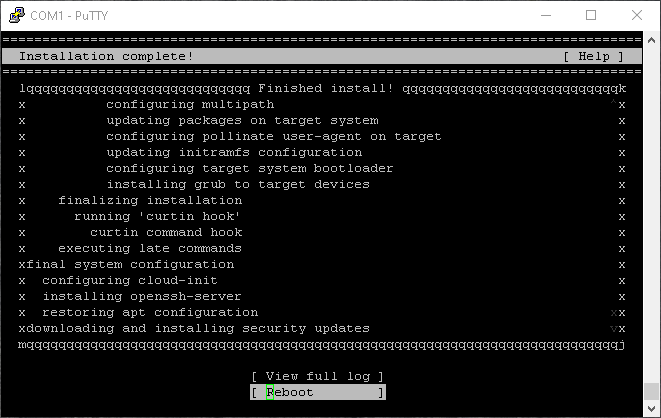 COM1 - PuTTY
================================================================================
Installation complete! [ Help ]
================================================================================
lqqqqqqqqqqqqqqqqqqqqqqqqqqqq Finished install! qqqqqqqqqqqqqqqqqqqqqqqqqqqk
x configuring multipath ^x
x updating packages on target system x
x configuring pollinate user-agent on target x
x updating initramfs configuration x
x configuring target system bootloader x
x installing grub to target devices x
x finalizing installation x
x running 'curtin hook' x
x curtin command hook x
x executing late commands x
xfinal system configuration x
x configuring cloud-init x
x installing openssh-server x
x restoring apt configuration xx
xdownloading and installing security updates vx
mqqqqqqqqqqqqqqqqqqqqqqqqqqqqqqqqqqqqqqqqqqqqqqqqqqqqqqqqqqqqqqqqqqqqqqqqqqj
[ View full log ]
[ Reboot ]